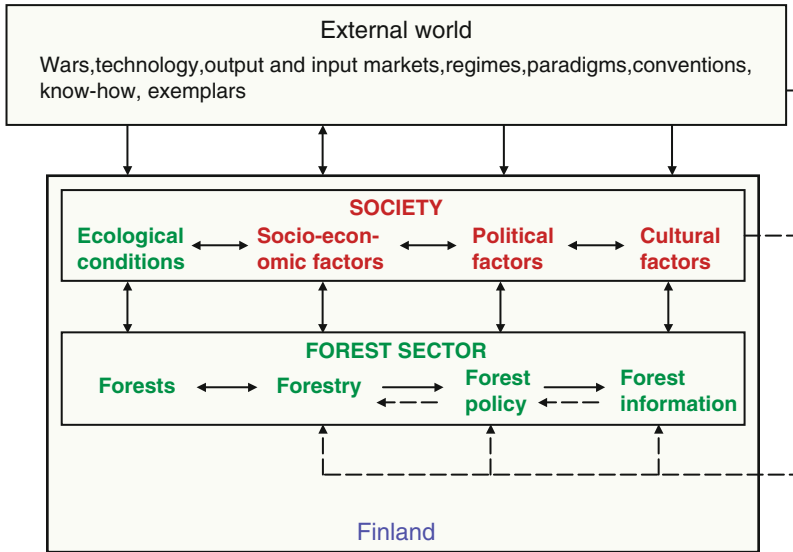 External world
Wars,technology,output and input markets,regimes,paradigms,conventions,
know-how, exemplars
SOCIETY
Ecological conditions
Socio-econ-
omic factors
Political factors
Cultural factors
FOREST SECTOR
Forests
Forestry
Forest policy
Forest information
Finland